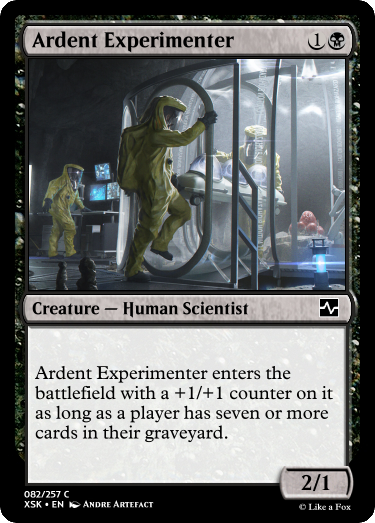 Ardent Experimenter 1
Creature — Human Scientist
Ardent Experimenter enters the
battlefield with a +1/+1 counter on it
as long as a player has seven or more
cards in their graveyard.
2/1
082/257 C
XSK • EN Andre Artefact
© Like a Fox